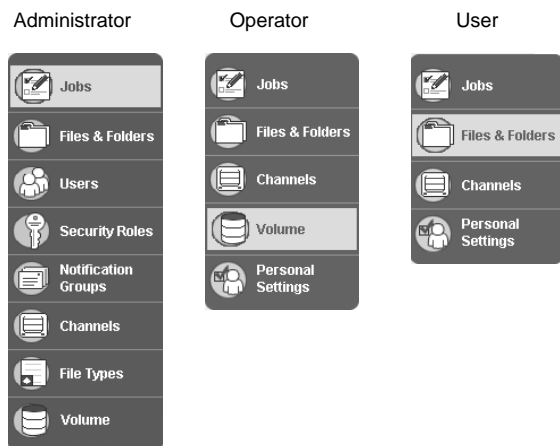 Administrator
Jobs
Files & Folders
Users
Security Roles
Notification
Groups
Channels
File Types
Volume
Operator
Jobs
Files & Folders
Channels
Volume
Personal
Settings
User
Jobs
Files & Folders
Channels
Personal
Settings